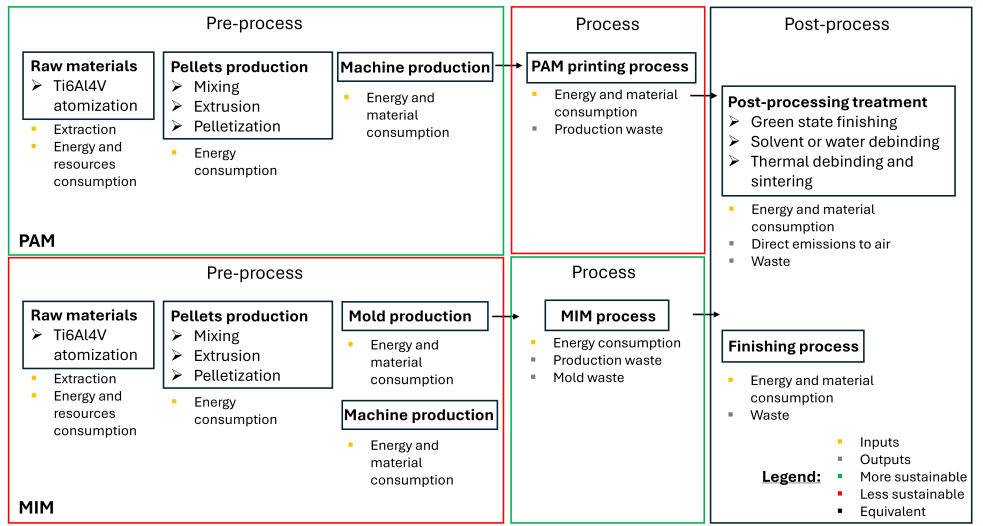 Pre-process
Raw materials
➢ Ti6Al4V
atomization
▪ Extraction
▪ Energy and
resources
consumption
Pellets production
➢ Mixing
➢ Extrusion
➢ Pelletization
▪ Energy
consumption
Machine production
▪ Energy and
material
consumption
PAM
Process
PAM printing process
▪ Energy and material
consumption
▪ Production waste
Pre-process
Raw materials
➢ Ti6Al4V
atomization
▪ Extraction
▪ Energy and
resources
consumption
Pellets production
➢ Mixing
➢ Extrusion
➢ Pelletization
▪ Energy
consumption
Mold production
▪ Energy and
material
consumption
Machine production
▪ Energy and
material
consumption
MIM
Process
MIM process
▪ Energy consumption
▪ Production waste
▪ Mold waste
Post-process
Post-processing treatment
➢ Green state finishing
➢ Solvent or water debinding
➢ Thermal debinding and
sintering
▪ Energy and material
consumption
▪ Direct emissions to air
▪ Waste
Finishing process
▪ Energy and material
consumption
▪ Waste
Legend:
▪ Inputs
▪ Outputs
▪ More sustainable
▪ Less sustainable
▪ Equivalent